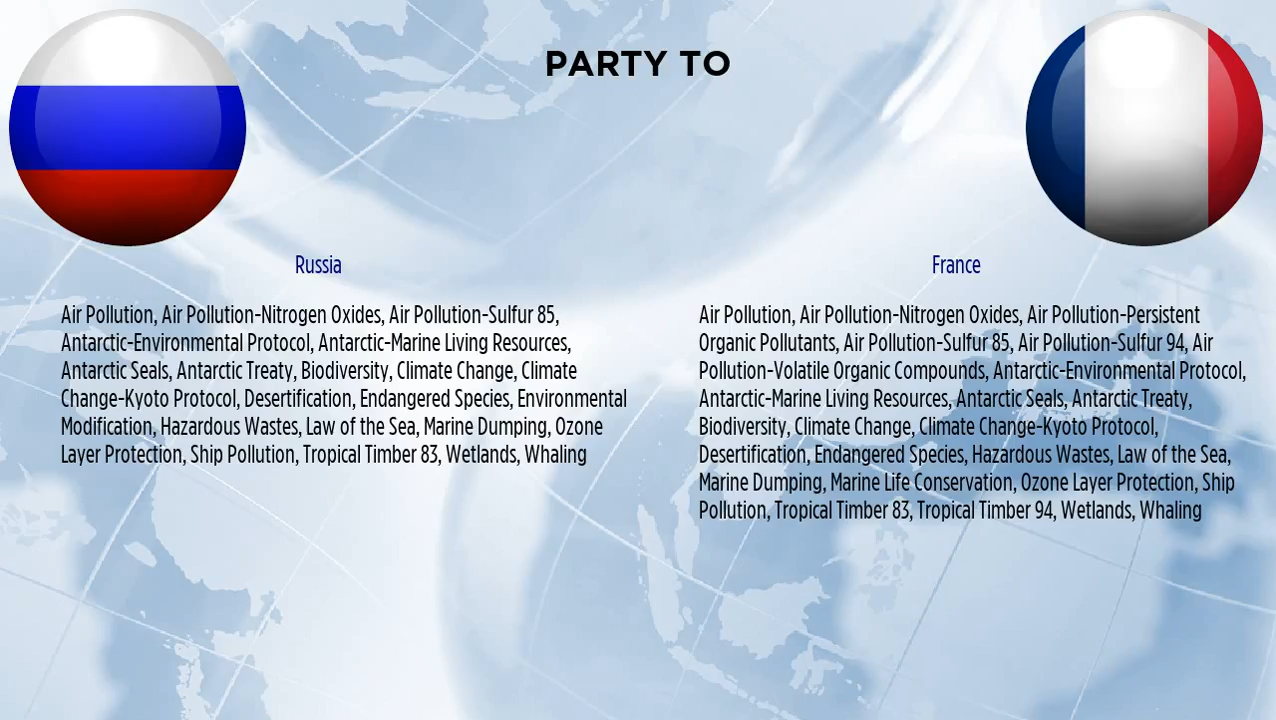 PARTY TO
Russia
Air Pollution, Air Pollution-Nitrogen Oxides, Air Pollution-Sulfur 85,
Antarctic-Environmental Protocol, Antarctic-Marine Living Resources,
Antarctic Seals, Antarctic Treaty, Biodiversity, Climate Change, Climate
Change-Kyoto Protocol, Desertification, Endangered Species, Environmental
Modification, Hazardous Wastes, Law of the Sea, Marine Dumping, Ozone
Layer Protection, Ship Pollution, Tropical Timber 83, Wetlands, Whaling
France
Air Pollution, Air Pollution-Nitrogen Oxides, Air Pollution-Persistent
Organic Pollutants, Air Pollution-Sulfur 85, Air Pollution-Sulfur 94, Air
Pollution-Volatile Organic Compounds, Antarctic-Environmental Protocol,
Antarctic-Marine Living Resources, Antarctic Seals, Antarctic Treaty,
Biodiversity, Climate Change, Climate Change-Kyoto Protocol,
Desertification, Endangered Species, Hazardous Wastes, Law of the Sea,
Marine Dumping, Marine Life Conservation, Ozone Layer Protection, Ship
Pollution, Tropical Timber 83, Tropical Timber 94, Wetlands, Whaling